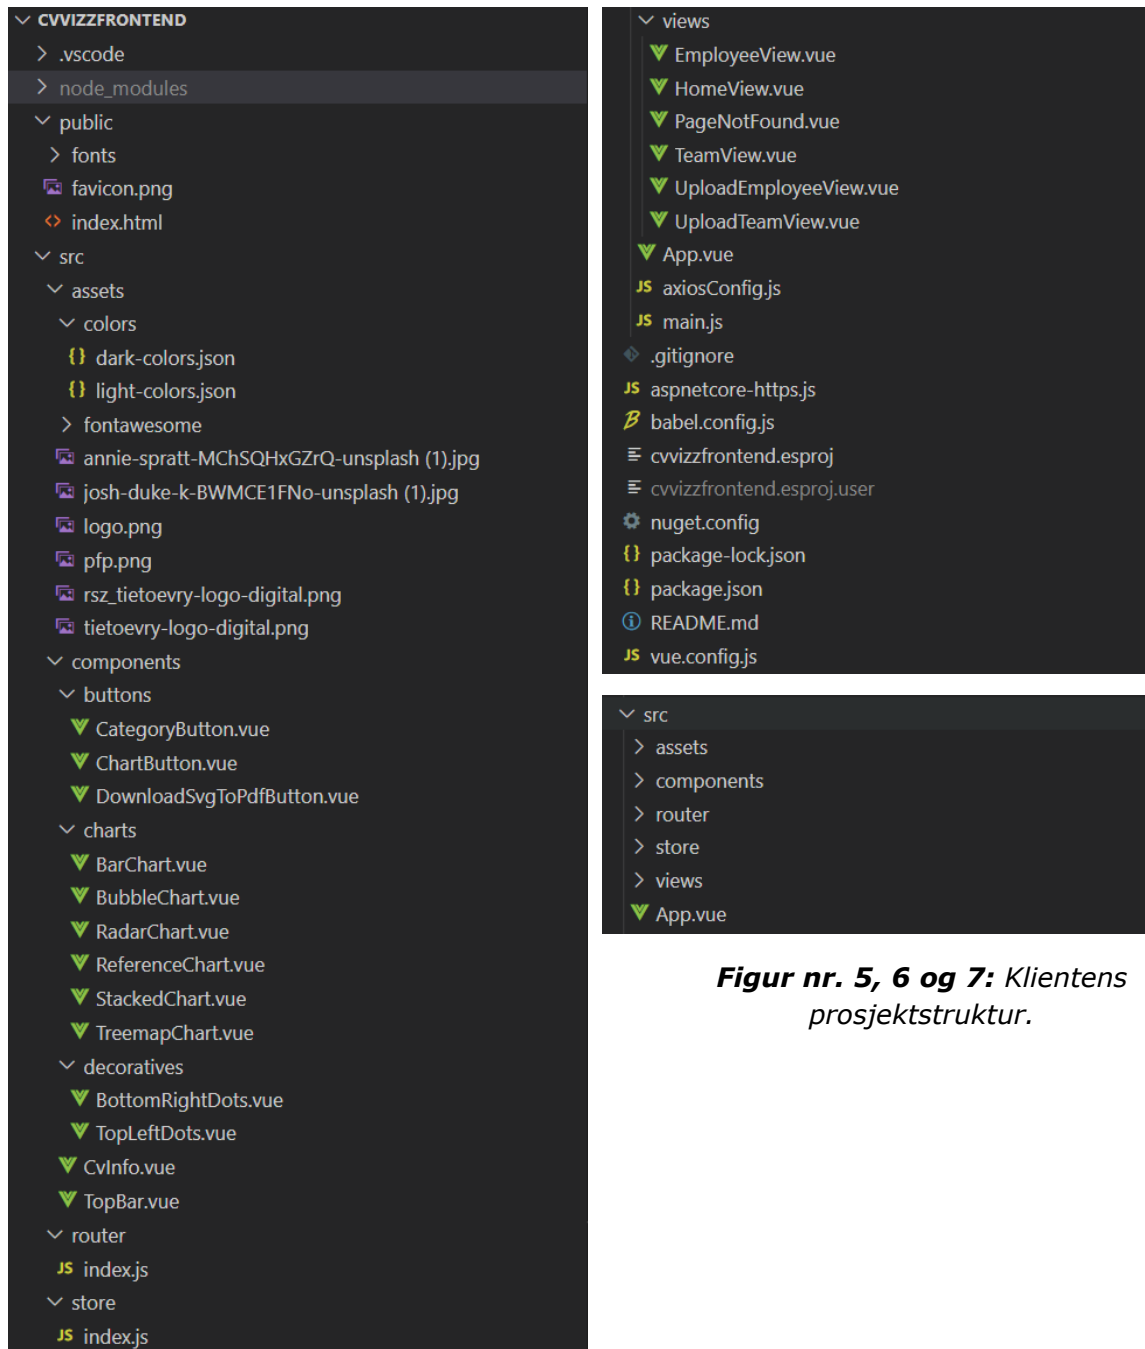 CVVIZZFRONTEND
.vscode
node_modules
public
fonts
favicon.png
index.html
src
assets
colors
dark-colors.json
light-colors.json
fontawesome
annie-spratt-MChSQHxGZrQ-unsplash (1).jpg
josh-duke-k-BWMCE1FNo-unsplash (1).jpg
logo.png
pfp.png
rsz_tietoevry-logo-digital.png
tietoevry-logo-digital.png
components
buttons
CategoryButton.vue
ChartButton.vue
DownloadSvgToPdfButton.vue
charts
BarChart.vue
BubbleChart.vue
RadarChart.vue
ReferenceChart.vue
StackedChart.vue
TreemapChart.vue
decoratives
BottomRightDots.vue
TopLeftDots.vue
CvInfo.vue
TopBar.vue
router
JS index.js
store
JS index.js
views
EmployeeView.vue
HomeView.vue
PageNotFound.vue
TeamView.vue
UploadEmployeeView.vue
UploadTeamView.vue
App.vue
JS axiosConfig.js
JS main.js
.gitignore
JS aspnetcore-https.js
babel.config.js
cvvizzfrontend.esproj
cvvizzfrontend.esproj.user
nuget.config
package-lock.json
package.json
README.md
JS vue.config.js
src
assets
components
router
store
views
App.vue
Figur nr. 5, 6 og 7: Klientens
prosjektstruktur.